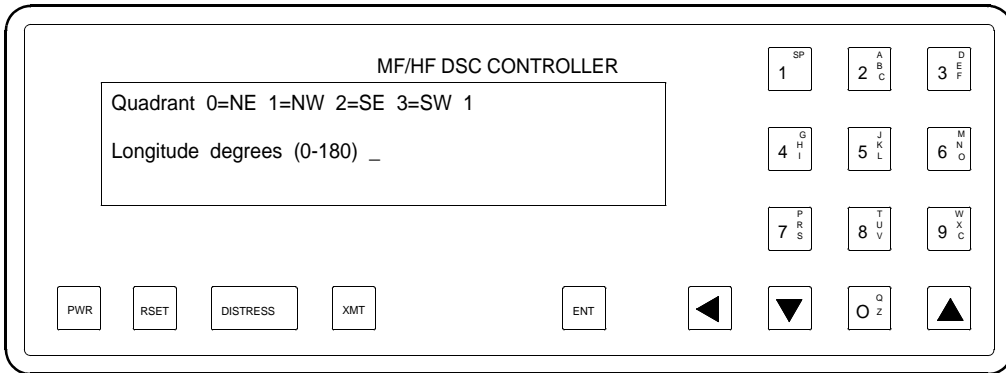 MF/HF DSC CONTROLLER
Quadrant 0=NE 1=NW 2=SE 3=SW 1
Longitude degrees (0-180) _
1 SP
2 A B C
3 D E F
4 G H I
5 J K L
6 M N O
7 P R S
8 T U V
9 W X C
PWR
RSET
DISTRESS
XMT
ENT
O Q Z